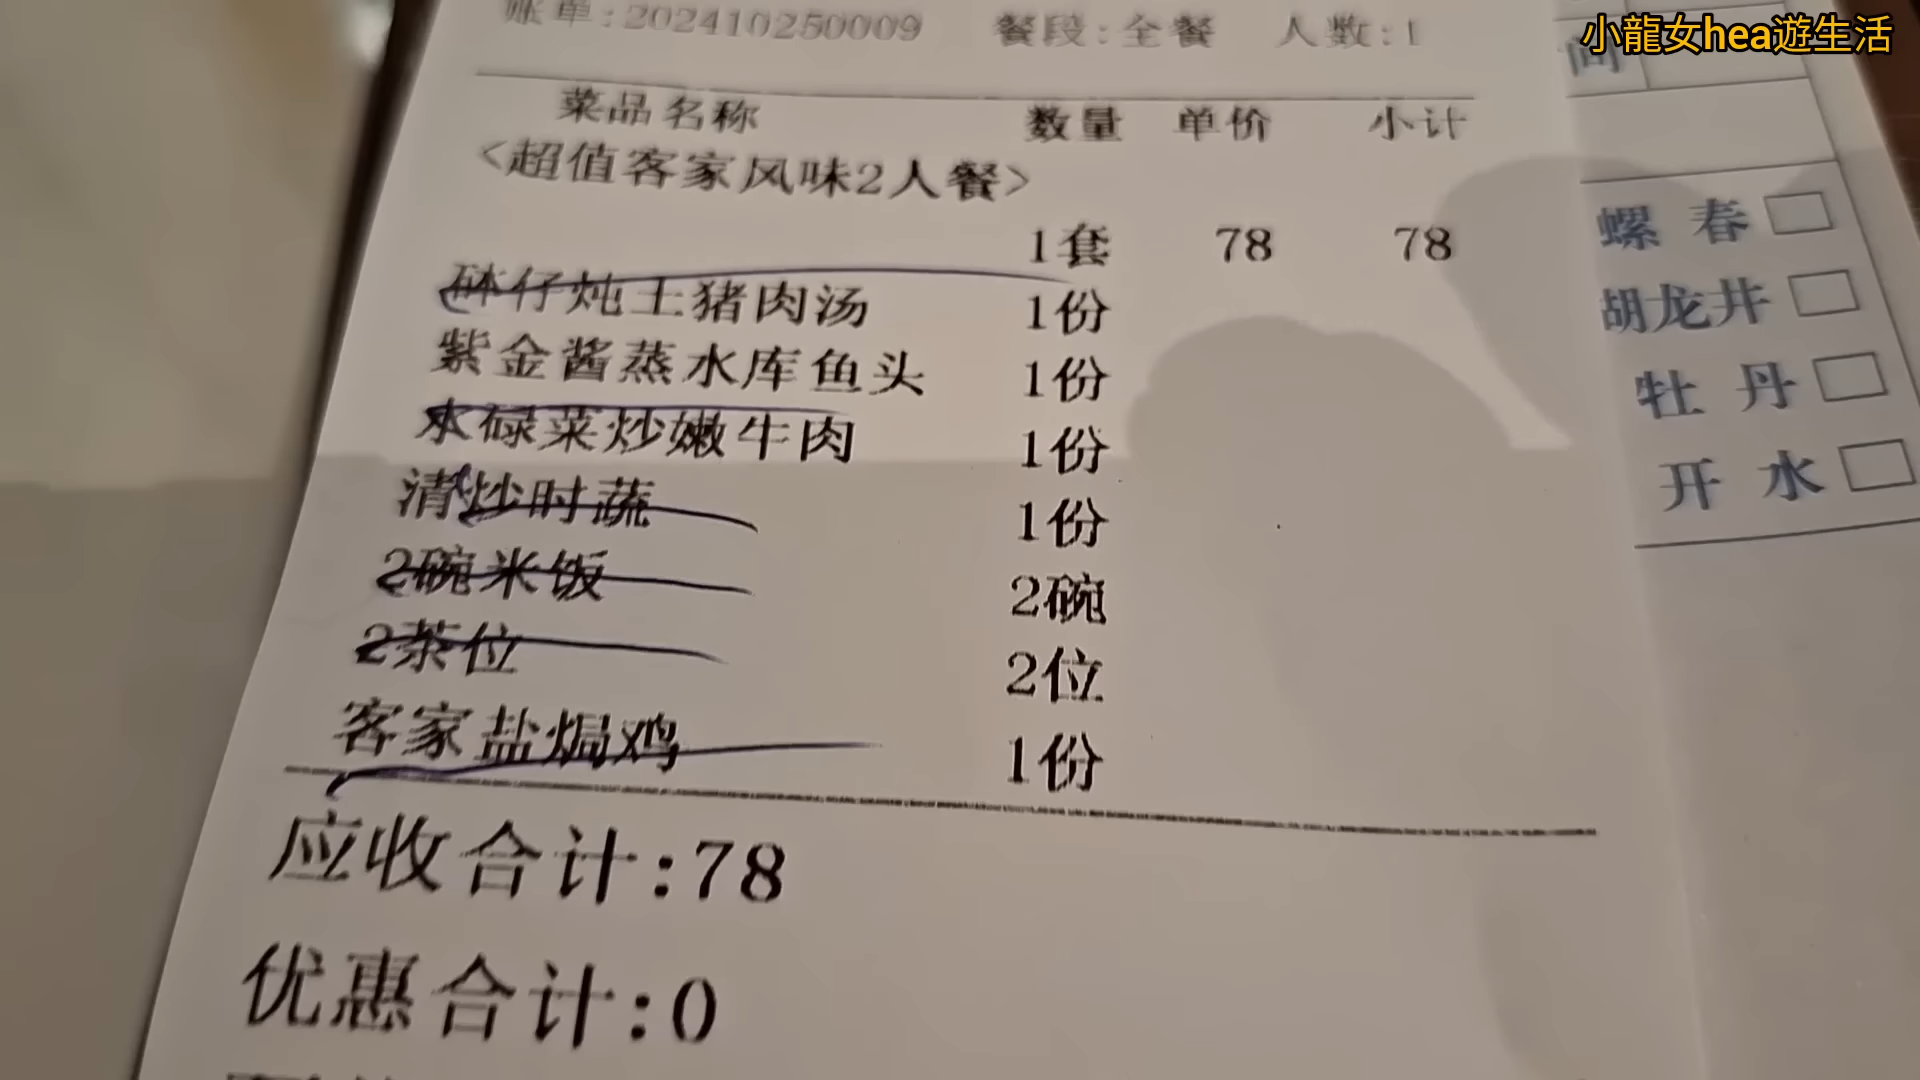 小龍女hea遊生活
账单:202410250009 餐段:全餐 人数:1
菜品名称 数量 单价 小计
<超值客家风味2人餐>
1套 78 78
砵仔炖土猪肉汤 1份
紫金酱蒸水库鱼头 1份
水碌菜炒嫩牛肉 1份
清炒时蔬 1份
2碗米饭 2碗
2茶位 2位
客家盐焗鸡 1份
应收合计:78
优惠合计:0
间
螺 春
胡龙井
牡 丹
开 水